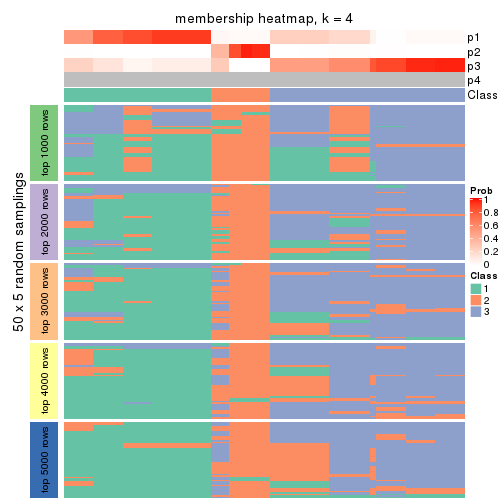 membership heatmap, k = 4
p1
p2
p3
p4
Class
50 x 5 random samplings
top 1000 rows
top 2000 rows
top 3000 rows
top 4000 rows
top 5000 rows
Prob
1
0.8
0.6
0.4
0.2
0
Class
1
2
3